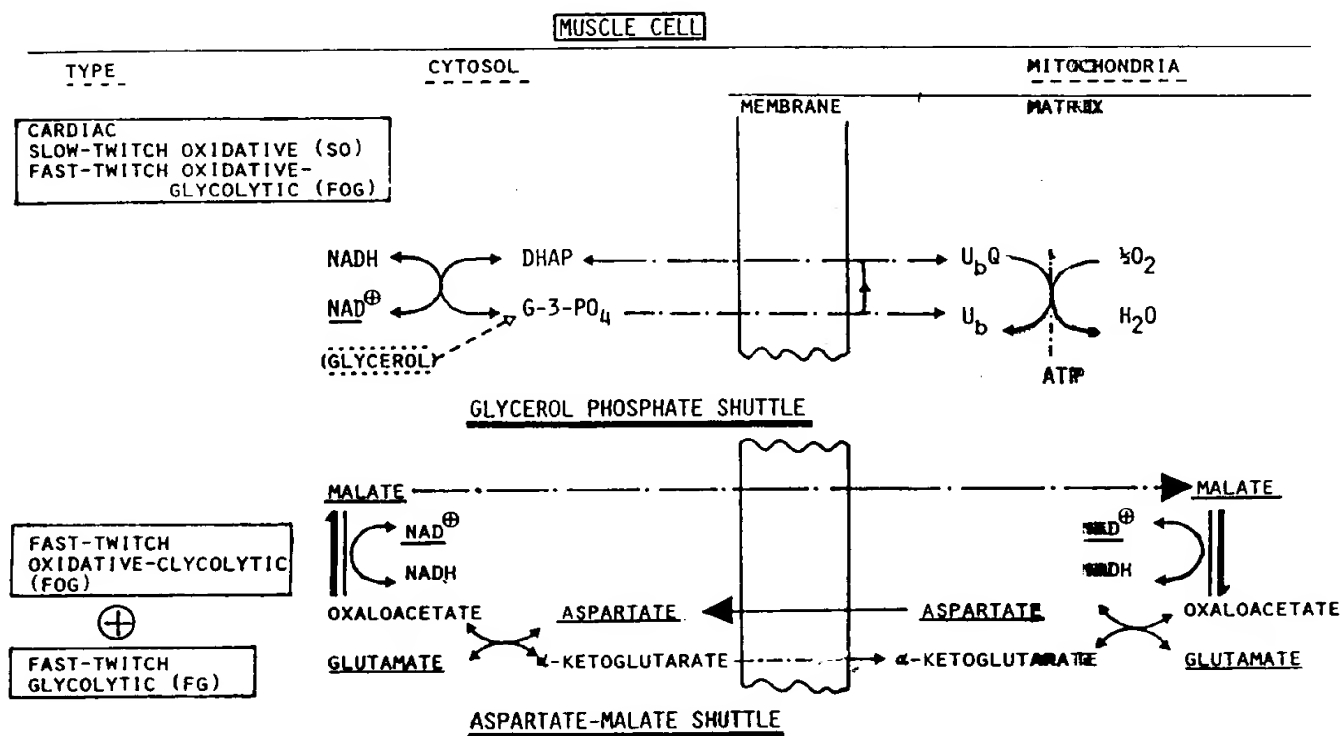 MUSCLE CELL
TYPE CYTOSOL MITOCHONDRIA
MEMBRANE MATRIX
CARDIAC
SLOW-TWITCH OXIDATIVE (SO)
FAST-TWITCH OXIDATIVE-
GLYCOLYTIC (FOG)
NADH DHAP UbQ ½O2
NAD⊕ G-3-PO4 Ub H2O
(GLYCEROL)
ATP
GLYCEROL PHOSPHATE SHUTTLE
MALATE MALATE
NAD⊕ NAD⊕
NADH NADH
FAST-TWITCH
OXIDATIVE-CLYCOLYTIC
(FOG)
⊕
FAST-TWITCH
GLYCOLYTIC (FG)
OXALOACETATE ASPARTATE ASPARTATE OXALOACETATE
GLUTAMATE α-KETOGLUTARATE α-KETOGLUTARATE GLUTAMATE
ASPARTATE-MALATE SHUTTLE